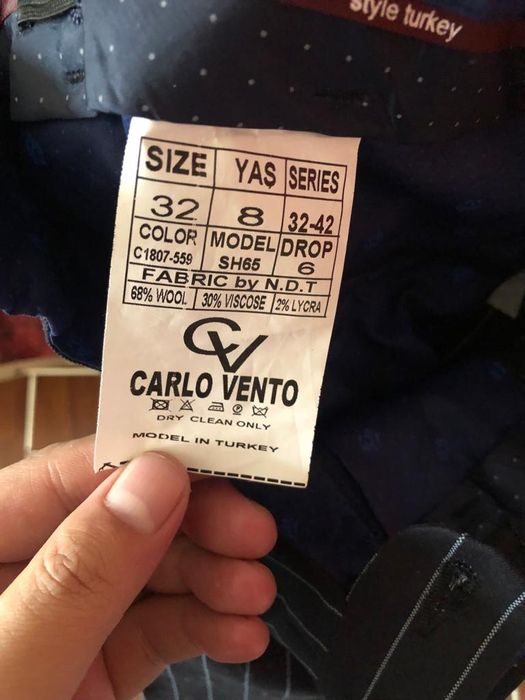 style turkey
SIZE YAŞ SERIES
32 8 32-42
COLOR MODEL DROP
C1807-559 SH65 6
FABRIC by N.D.T
68% WOOL 30% VISCOSE 2% LYCRA
CV
CARLO VENTO
DRY CLEAN ONLY
MODEL IN TURKEY